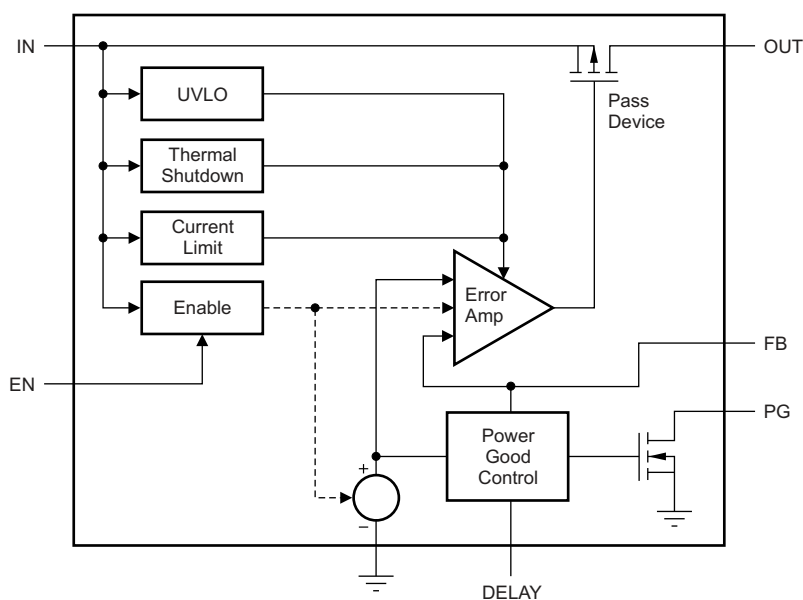 IN
OUT
UVLO
Pass
Device
Thermal
Shutdown
Current
Limit
Enable
Error
Amp
FB
EN
PG
Power
Good
Control
+
−
DELAY